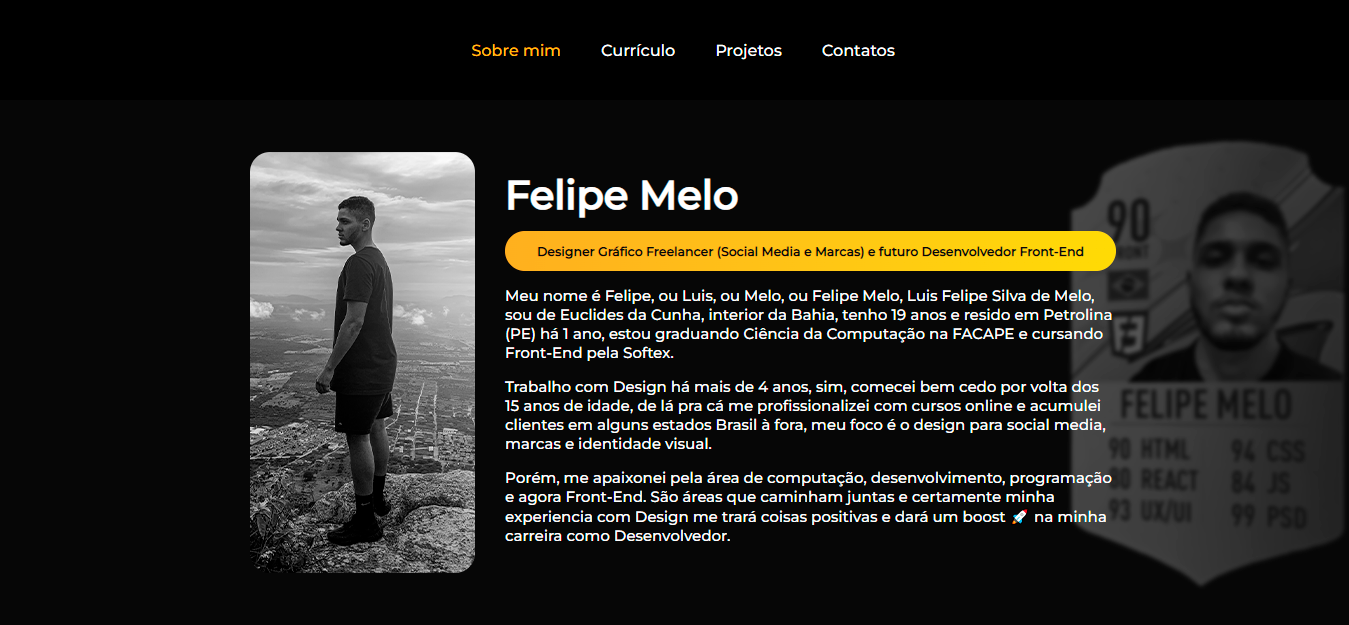 Sobre mim Currículo Projetos Contatos
Felipe Melo
Designer Gráfico Freelancer (Social Media e Marcas) e futuro Desenvolvedor Front-End
Meu nome é Felipe, ou Luis, ou Melo, ou Felipe Melo, Luis Felipe Silva de Melo,
sou de Euclides da Cunha, interior da Bahia, tenho 19 anos e resido em Petrolina
(PE) há 1 ano, estou graduando Ciência da Computação na FACAPE e cursando
Front-End pela Softex.
Trabalho com Design há mais de 4 anos, sim, comecei bem cedo por volta dos
15 anos de idade, de lá pra cá me profissionalizei com cursos online e acumulei
clientes em alguns estados Brasil à fora, meu foco é o design para social media,
marcas e identidade visual.
Porém, me apaixonei pela área de computação, desenvolvimento, programação
e agora Front-End. São áreas que caminham juntas e certamente minha
experiencia com Design me trará coisas positivas e dará um boost 🚀 na minha
carreira como Desenvolvedor.
90
FELIPE MELO
90 HTML 94 CSS
REACT 84 JS
93 UX/UI 99 PSD